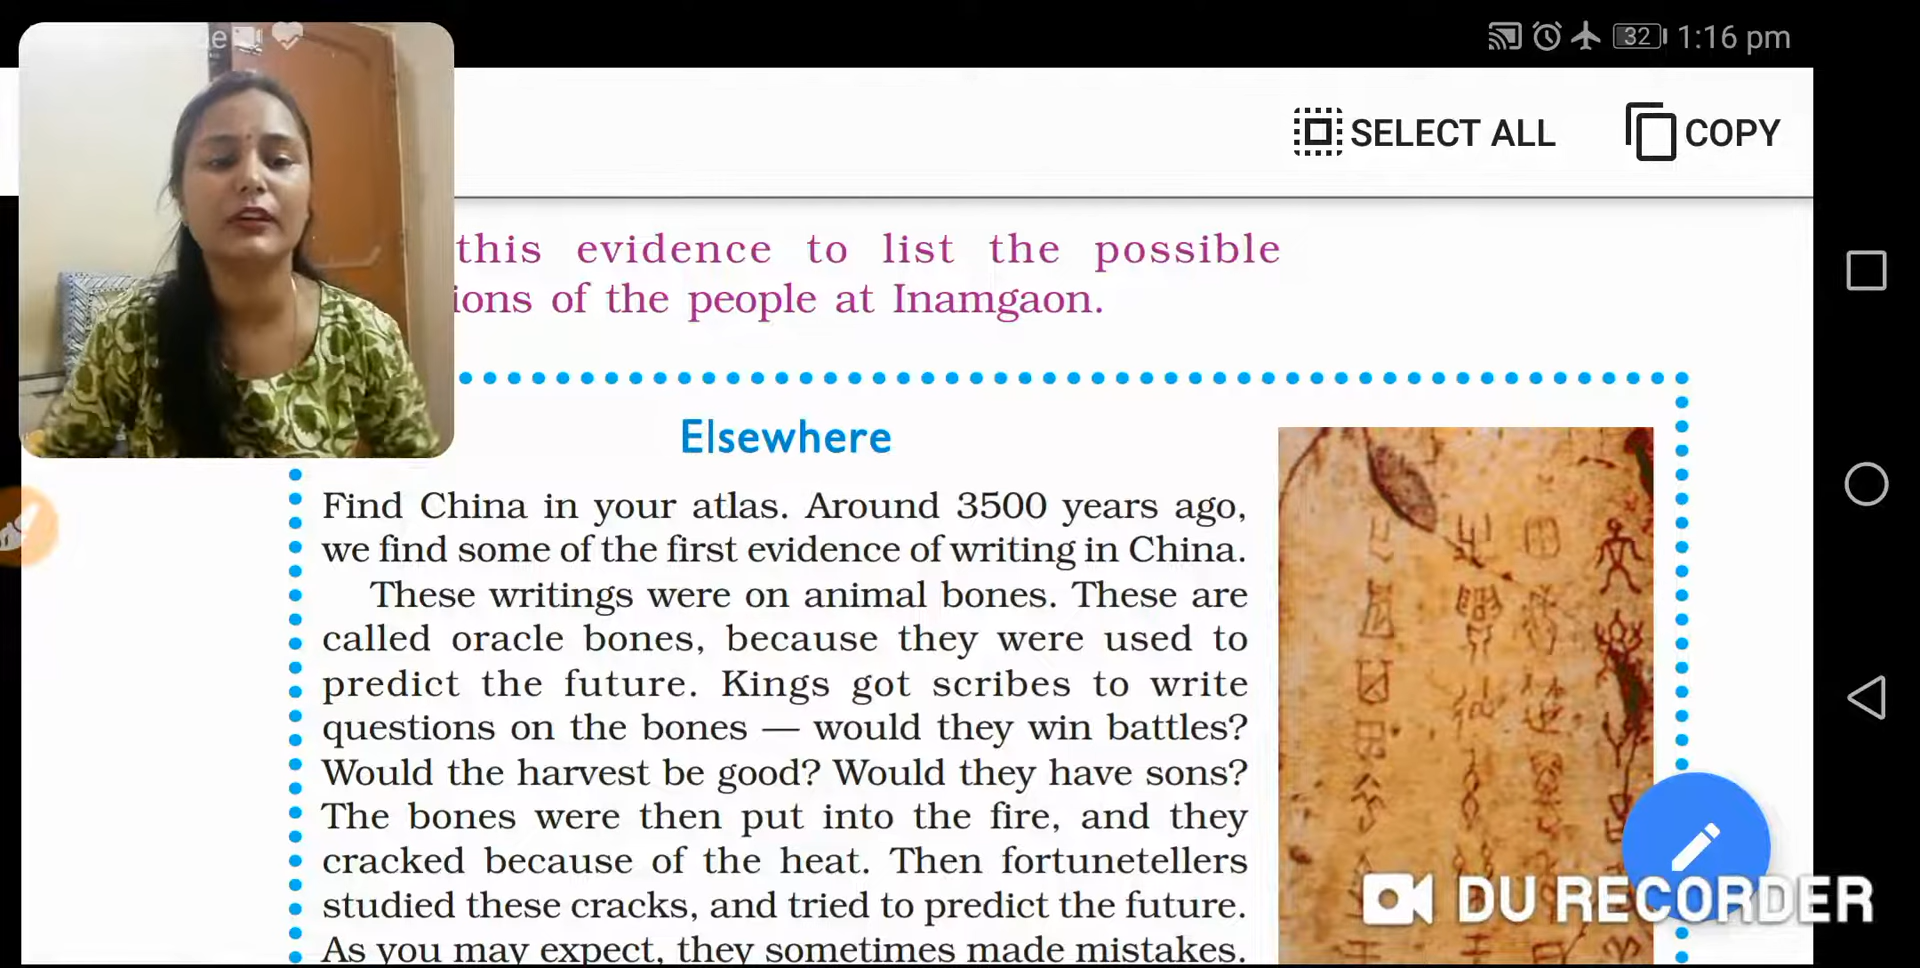 32 1:16 pm
SELECT ALL COPY
this evidence to list the possible
ions of the people at Inamgaon.
Elsewhere
Find China in your atlas. Around 3500 years ago,
we find some of the first evidence of writing in China.
These writings were on animal bones. These are
called oracle bones, because they were used to
predict the future. Kings got scribes to write
questions on the bones — would they win battles?
Would the harvest be good? Would they have sons?
The bones were then put into the fire, and they
cracked because of the heat. Then fortunetellers
studied these cracks, and tried to predict the future.
As you may expect, they sometimes made mistakes.
DU RECORDER